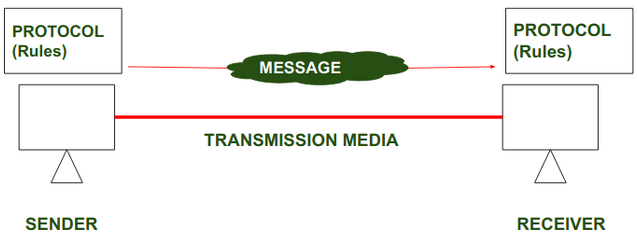 PROTOCOL
(Rules)
PROTOCOL
(Rules)
MESSAGE
TRANSMISSION MEDIA
SENDER
RECEIVER